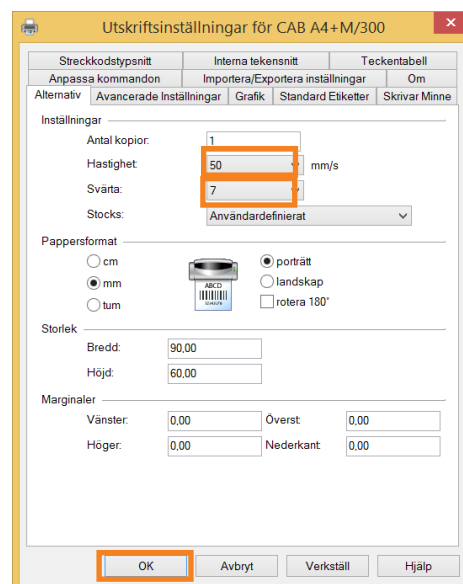 Utskriftsinställningar för CAB A4+M/300
Streckkodstypsnitt Interna tekensnitt Teckentabell
Anpassa kommandon Importera/Exportera inställningar Om
Alternativ Avancerade Inställningar Grafik Standard Etiketter Skrivar Minne
Inställningar
Antal kopior: 1
Hastighet: 50 mm/s
Svärta: 7
Stocks: Användardefinierat
Pappersformat
cm porträtt
mm ABCD landskap
tum rotera 180°
Storlek
Bredd: 90,00
Höjd: 60,00
Marginaler
Vänster: 0,00 Överst: 0,00
Höger: 0,00 Nederkant: 0,00
OK Avbryt Verkställ Hjälp